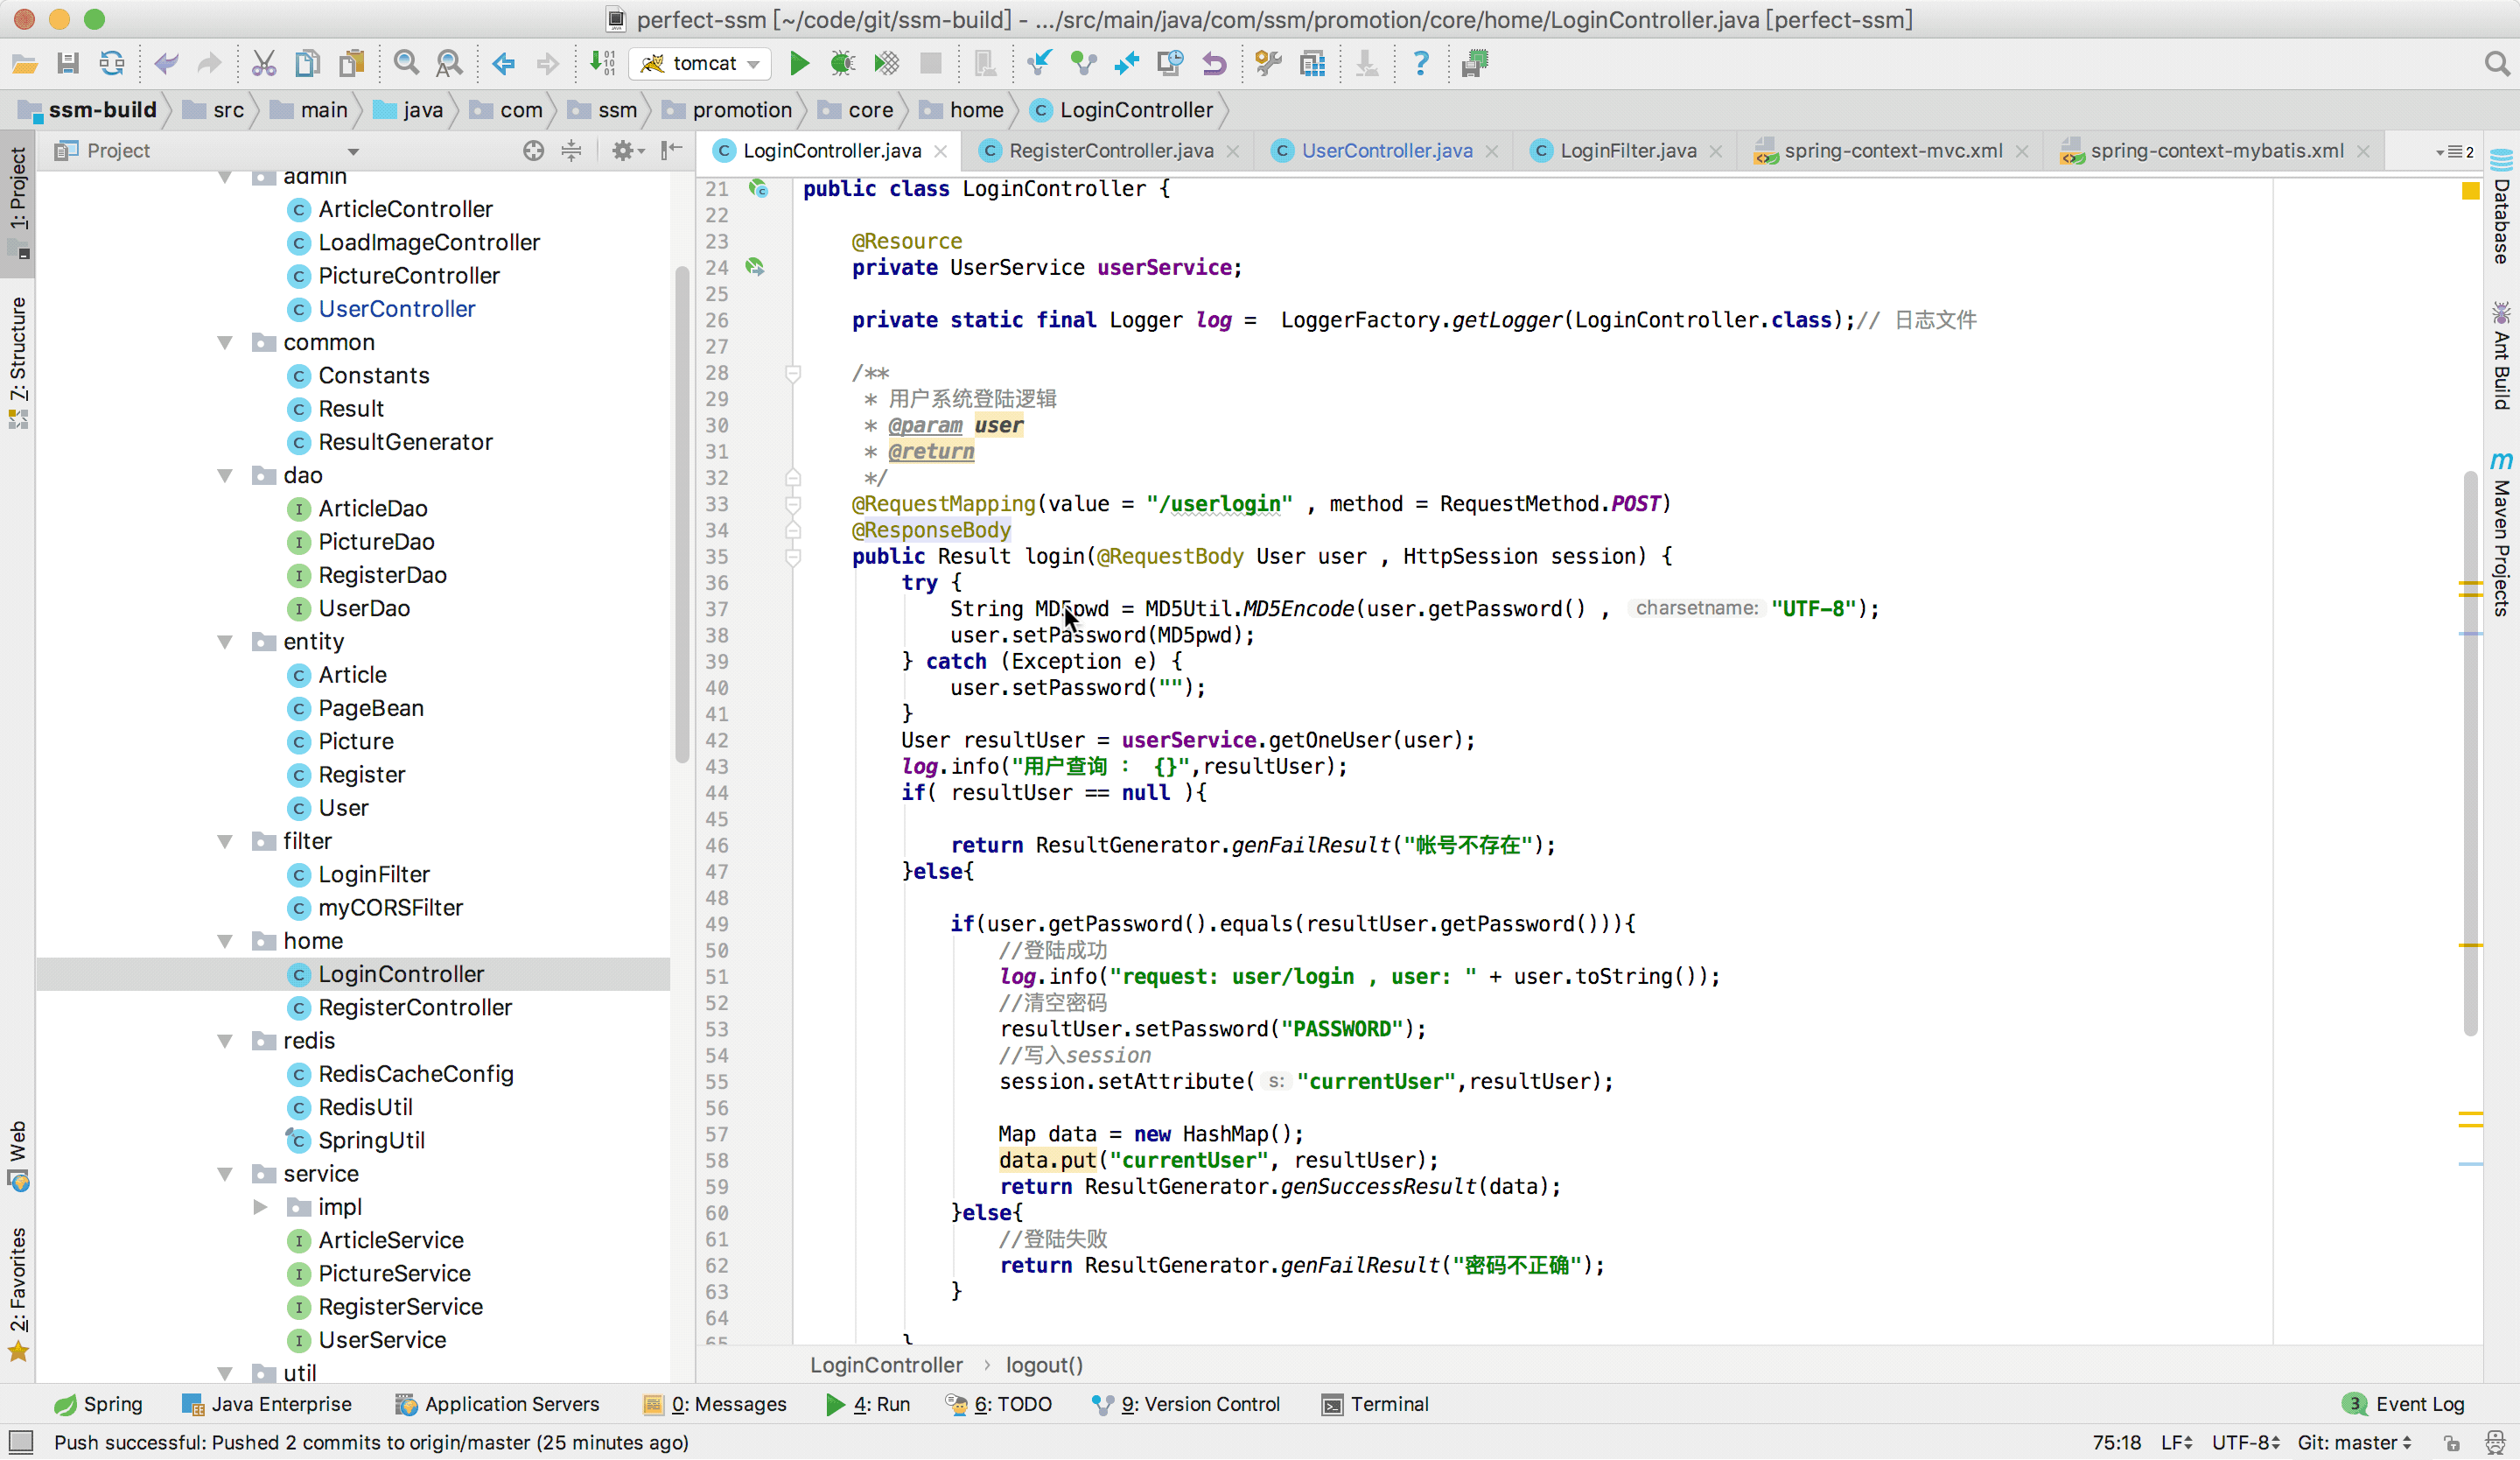 perfect-ssm [~/code/git/ssm-build] - .../src/main/java/com/ssm/promotion/core/home/LoginController.java [perfect-ssm]
tomcat
ssm-build src main java com ssm promotion core home LoginController
1: Project
Project
LoginController.java RegisterController.java UserController.java LoginFilter.java spring-context-mvc.xml spring-context-mybatis.xml 2
7: Structure
Web
2: Favorites
admin
ArticleController
LoadImageController
PictureController
UserController
common
Constants
Result
ResultGenerator
dao
ArticleDao
PictureDao
RegisterDao
UserDao
entity
Article
PageBean
Picture
Register
User
filter
LoginFilter
myCORSFilter
home
LoginController
RegisterController
redis
RedisCacheConfig
RedisUtil
SpringUtil
service
impl
ArticleService
PictureService
RegisterService
UserService
util
21 public class LoginController {
22
23 @Resource
24 private UserService userService;
25
26 private static final Logger log =  LoggerFactory.getLogger(LoginController.class);// 日志文件
27
28 /**
29 * 用户系统登陆逻辑
30 * @param user
31 * @return
32 */
33 @RequestMapping(value = "/userlogin" , method = RequestMethod.POST)
34 @ResponseBody
35 public Result login(@RequestBody User user , HttpSession session) {
36 try {
37 String MD5pwd = MD5Util.MD5Encode(user.getPassword() , charsetname: "UTF-8");
38 user.setPassword(MD5pwd);
39 } catch (Exception e) {
40 user.setPassword("");
41 }
42 User resultUser = userService.getOneUser(user);
43 log.info("用户查询 : {}",resultUser);
44 if( resultUser == null ){
45
46 return ResultGenerator.genFailResult("帐号不存在");
47 }else{
48
49 if(user.getPassword().equals(resultUser.getPassword())){
50 //登陆成功
51 log.info("request: user/login , user: " + user.toString());
52 //清空密码
53 resultUser.setPassword("PASSWORD");
54 //写入session
55 session.setAttribute( s: "currentUser",resultUser);
56
57 Map data = new HashMap();
58 data.put("currentUser", resultUser);
59 return ResultGenerator.genSuccessResult(data);
60 }else{
61 //登陆失败
62 return ResultGenerator.genFailResult("密码不正确");
63 }
64
65 }
LoginController › logout()
Database
Ant Build
m
Maven Projects
Spring Java Enterprise Application Servers 0: Messages 4: Run 6: TODO 9: Version Control Terminal 3 Event Log
Push successful: Pushed 2 commits to origin/master (25 minutes ago) 75:18 LF UTF-8 Git: master